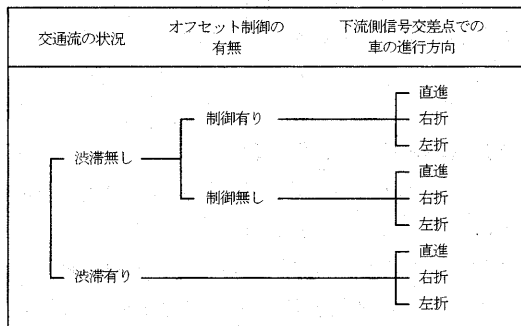 交通流の状況 オフセット制御の 下流側信号交差点での
有無 車の進行方向
直進
制御有り 右折
左折
渋滞無し
直進
制御無し 右折
左折
直進
渋滞有り 右折
左折